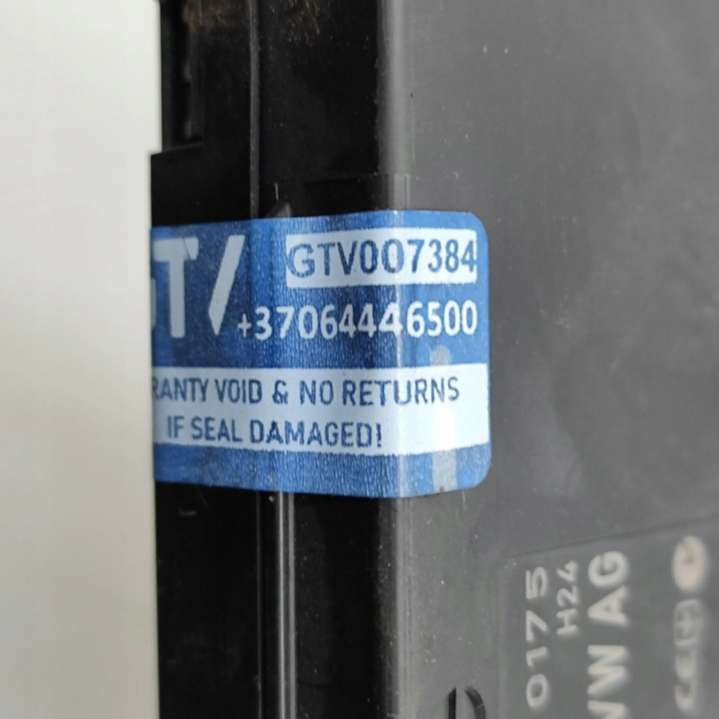 GTV007384
+37064446500
RANTY VOID & NO RETURNS
IF SEAL DAMAGED!
0175
H24
VW AG